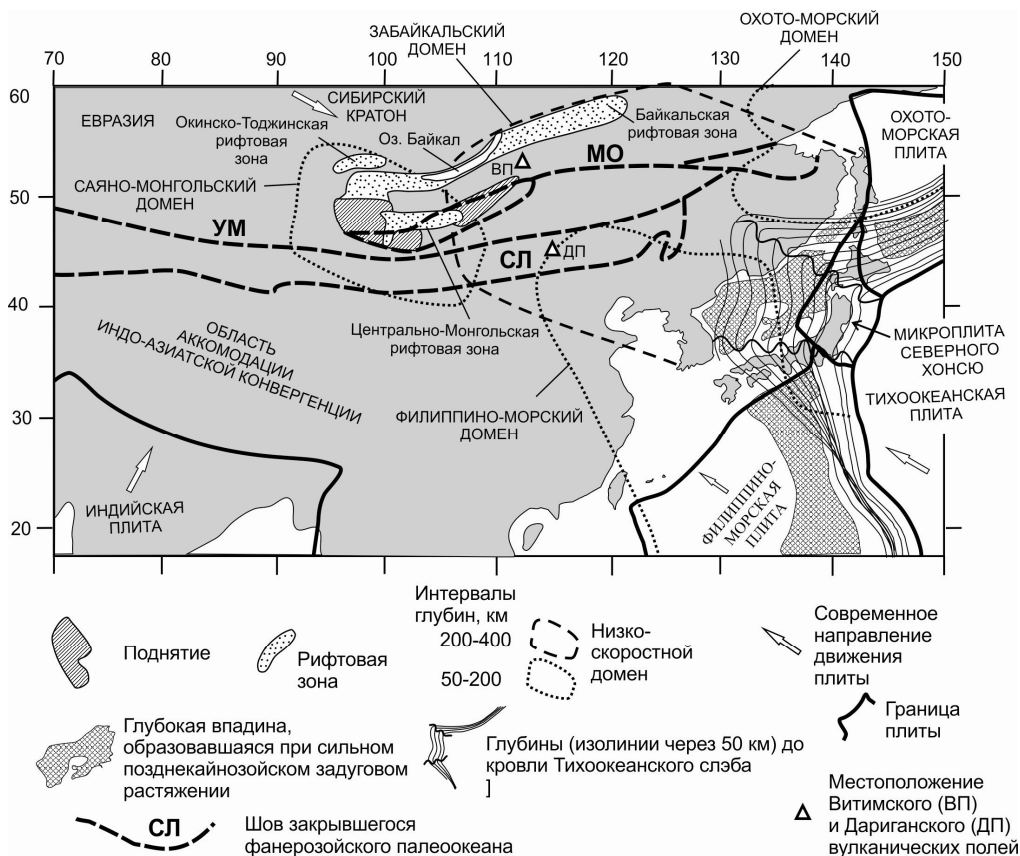 ЗАБАЙКАЛЬСКИЙ
ДОМЕН
ОХОТО-МОРСКИЙ
ДОМЕН
70
80
90
100
110
120
130
140
150
60
50
40
30
20
ЕВРАЗИЯ
СИБИРСКИЙ
КРАТОН
Окинско-Тоджинская
рифтовая
зона
Оз. Байкал
Байкальская
рифтовая зона
ОХОТО-
МОРСКАЯ
ПЛИТА
САЯНО-МОНГОЛЬСКИЙ
ДОМЕН
ВП
МО
УМ
СЛ
ДП
Центрально-Монгольская
рифтовая зона
ОБЛАСТЬ
АККОМОДАЦИИ
ИНДО-АЗИАТСКОЙ КОНВЕРГЕНЦИИ
МИКРОПЛИТА
СЕВЕРНОГО
ХОНСЮ
ТИХООКЕАНСКАЯ
ПЛИТА
ФИЛИППИНО-МОРСКИЙ
ДОМЕН
ИНДИЙСКАЯ
ПЛИТА
ФИЛИППИНО-
МОРСКАЯ
ПЛИТА
Поднятие
Рифтовая
зона
Интервалы
глубин, км
200-400
50-200
Низко-
скоростной
домен
Современное
направление
движения
плиты
Глубокая впадина,
образовавшаяся при сильном
позднекайнозойском задуговом
растяжении
Глубины (изолинии через 50 км) до
кровли Тихоокеанского слэба
]
Граница
плиты
СЛ
Шов закрывшегося
фанерозойского палеоокеана
Местоположение
Витимского (ВП)
и Дариганского (ДП)
вулканических полей